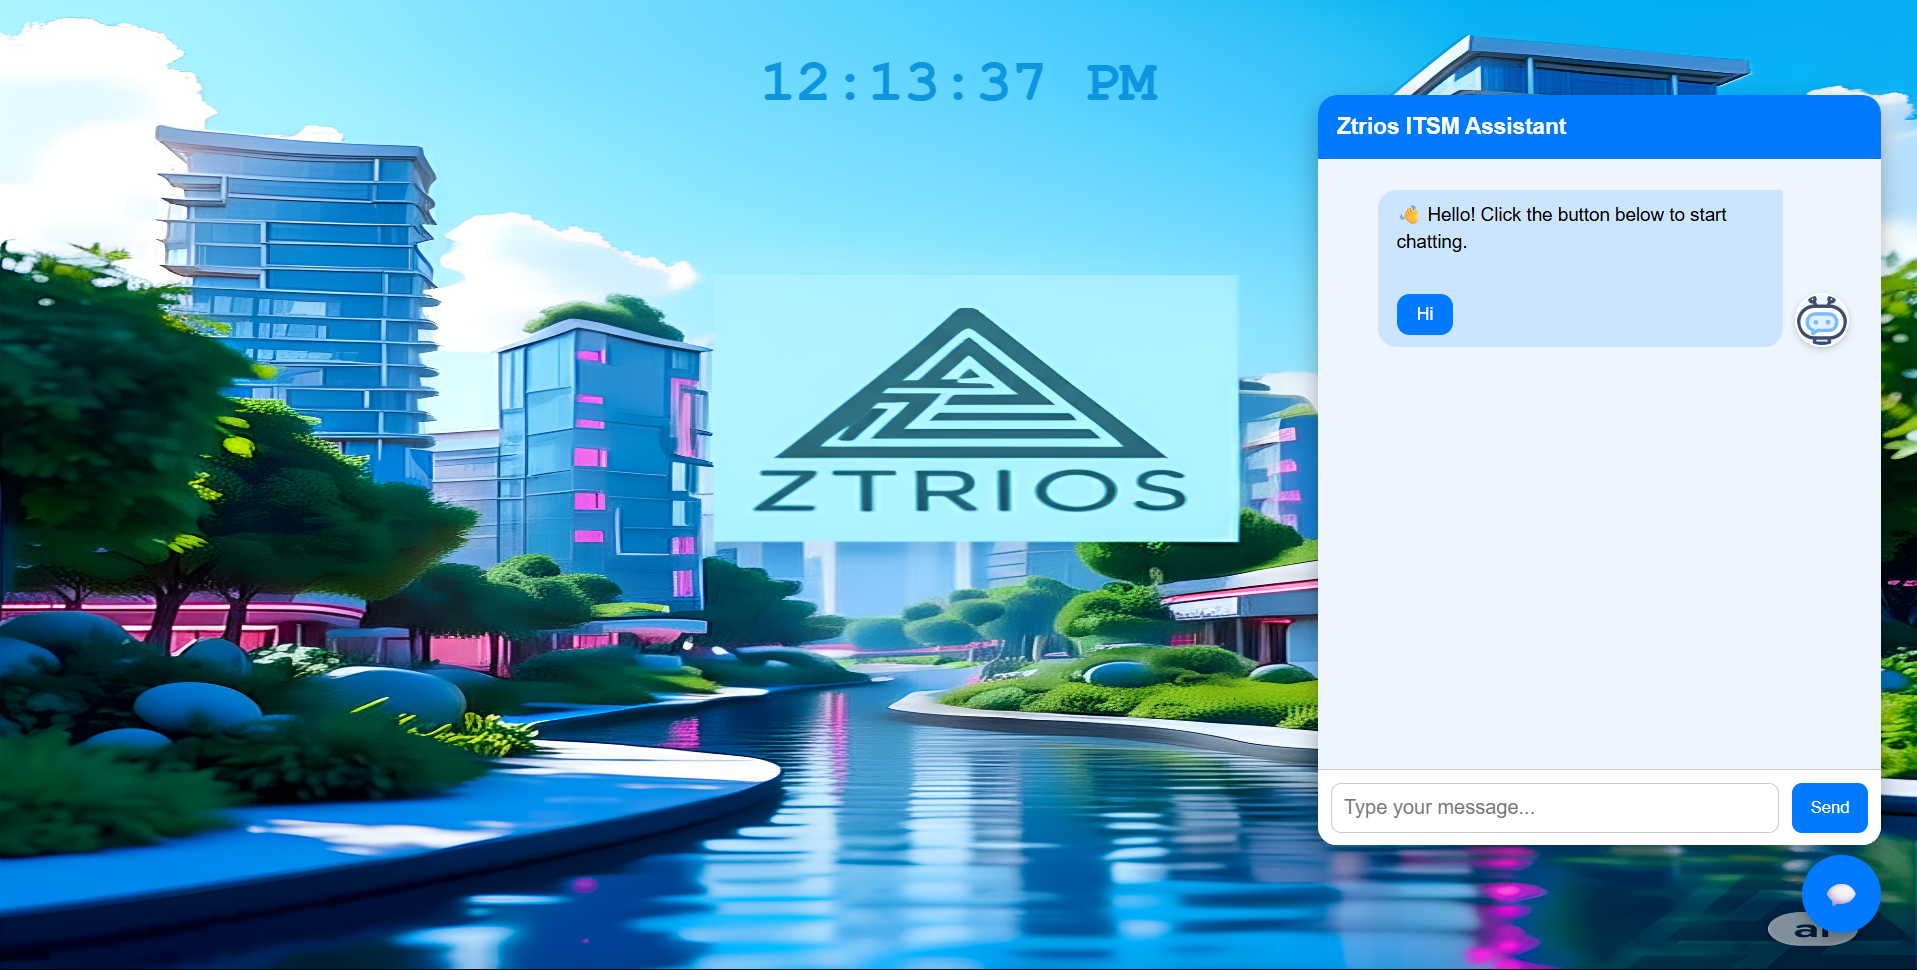 12:13:37 PM
ZTRIOS
Ztrios ITSM Assistant
👋 Hello! Click the button below to start
chatting.
Hi
Type your message...
Send